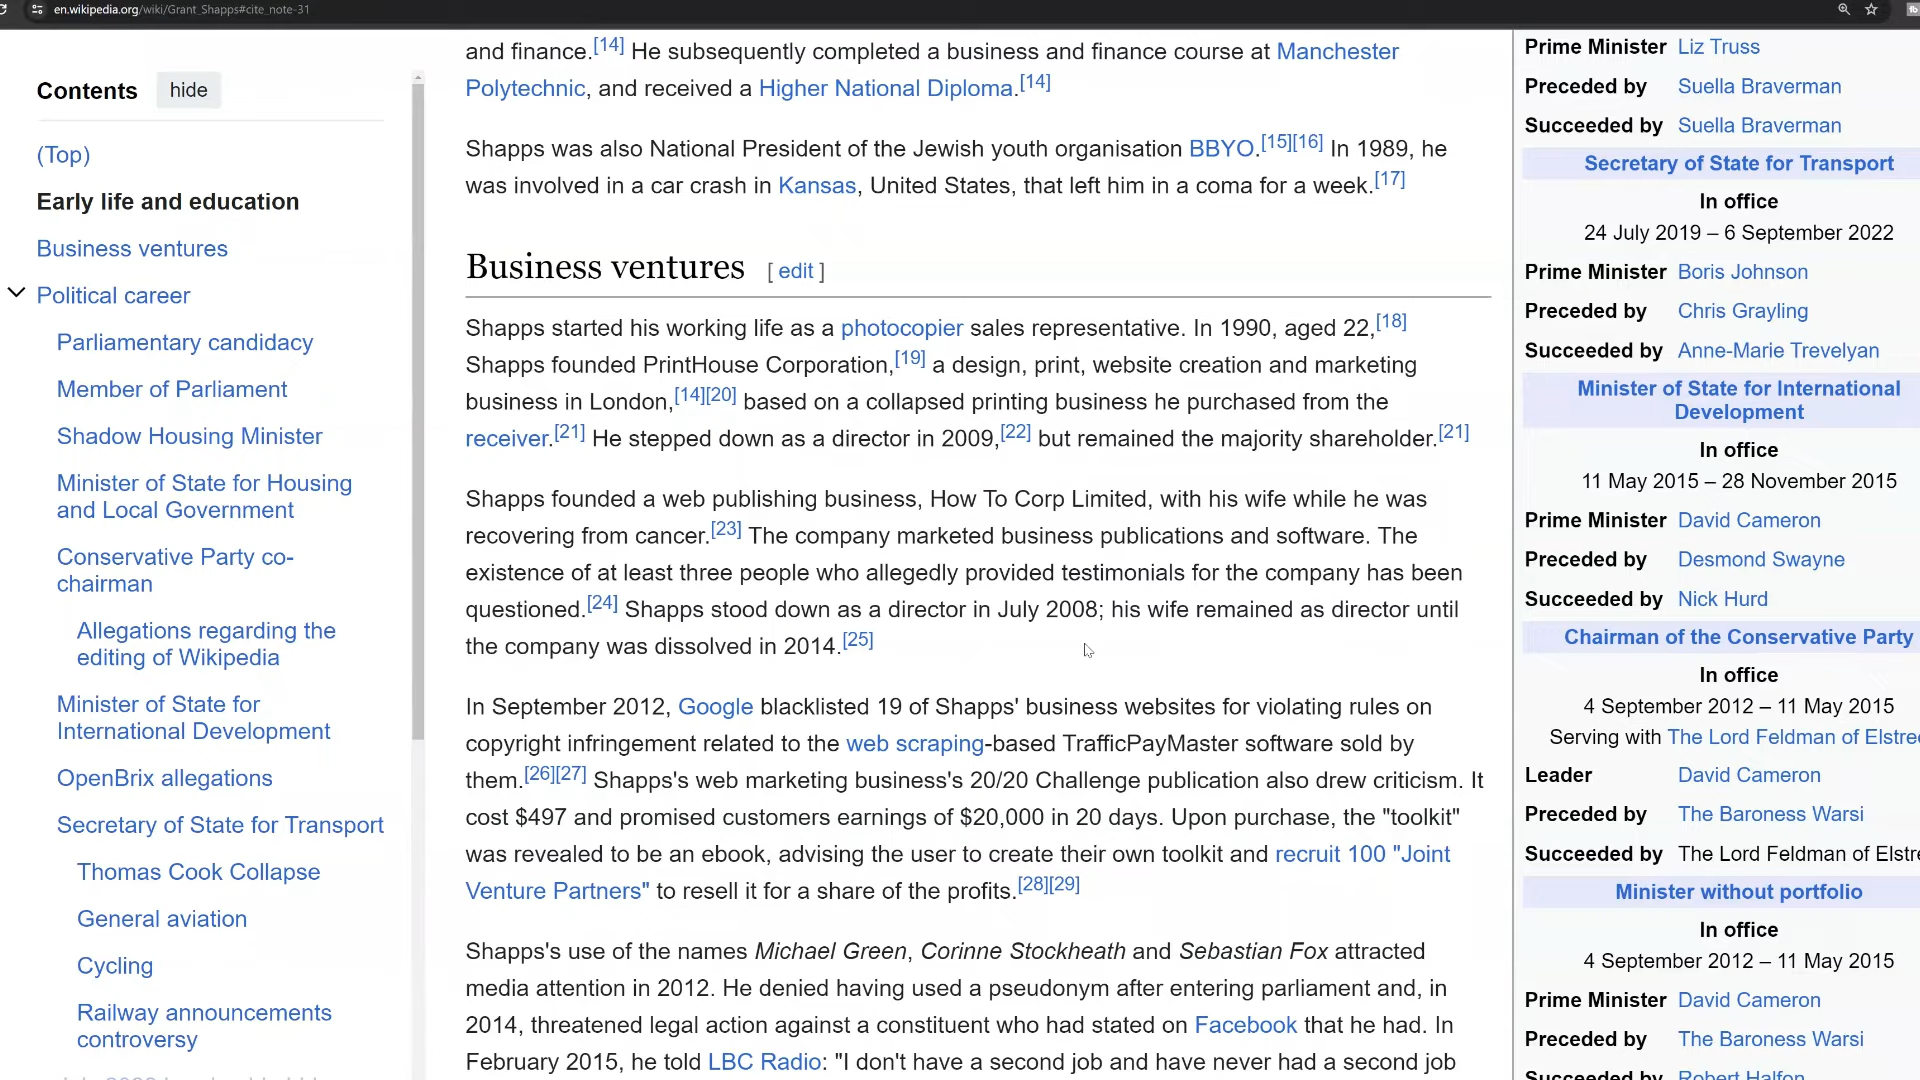 en.wikipedia.org/wiki/Grant_Shapps#cite_note-31
Contents hide
(Top)
Early life and education
Business ventures
Political career
Parliamentary candidacy
Member of Parliament
Shadow Housing Minister
Minister of State for Housing
and Local Government
Conservative Party co-
chairman
Allegations regarding the
editing of Wikipedia
Minister of State for
International Development
OpenBrix allegations
Secretary of State for Transport
Thomas Cook Collapse
General aviation
Cycling
Railway announcements
controversy
and finance.[14] He subsequently completed a business and finance course at Manchester
Polytechnic, and received a Higher National Diploma.[14]
Shapps was also National President of the Jewish youth organisation BBYO.[15][16] In 1989, he
was involved in a car crash in Kansas, United States, that left him in a coma for a week.[17]
Business ventures [ edit ]
Shapps started his working life as a photocopier sales representative. In 1990, aged 22,[18]
Shapps founded PrintHouse Corporation,[19] a design, print, website creation and marketing
business in London,[14][20] based on a collapsed printing business he purchased from the
receiver.[21] He stepped down as a director in 2009,[22] but remained the majority shareholder.[21]
Shapps founded a web publishing business, How To Corp Limited, with his wife while he was
recovering from cancer.[23] The company marketed business publications and software. The
existence of at least three people who allegedly provided testimonials for the company has been
questioned.[24] Shapps stood down as a director in July 2008; his wife remained as director until
the company was dissolved in 2014.[25]
In September 2012, Google blacklisted 19 of Shapps' business websites for violating rules on
copyright infringement related to the web scraping-based TrafficPayMaster software sold by
them.[26][27] Shapps's web marketing business's 20/20 Challenge publication also drew criticism. It
cost $497 and promised customers earnings of $20,000 in 20 days. Upon purchase, the "toolkit"
was revealed to be an ebook, advising the user to create their own toolkit and recruit 100 "Joint
Venture Partners" to resell it for a share of the profits.[28][29]
Shapps's use of the names Michael Green, Corinne Stockheath and Sebastian Fox attracted
media attention in 2012. He denied having used a pseudonym after entering parliament and, in
2014, threatened legal action against a constituent who had stated on Facebook that he had. In
February 2015, he told LBC Radio: "I don't have a second job and have never had a second job
Prime Minister Liz Truss
Preceded by Suella Braverman
Succeeded by Suella Braverman
Secretary of State for Transport
In office
24 July 2019 – 6 September 2022
Prime Minister Boris Johnson
Preceded by Chris Grayling
Succeeded by Anne-Marie Trevelyan
Minister of State for International
Development
In office
11 May 2015 – 28 November 2015
Prime Minister David Cameron
Preceded by Desmond Swayne
Succeeded by Nick Hurd
Chairman of the Conservative Party
In office
4 September 2012 – 11 May 2015
Serving with The Lord Feldman of Elstree
Leader David Cameron
Preceded by The Baroness Warsi
Succeeded by The Lord Feldman of Elstre
Minister without portfolio
In office
4 September 2012 – 11 May 2015
Prime Minister David Cameron
Preceded by The Baroness Warsi
Succeeded by Robert Halfon